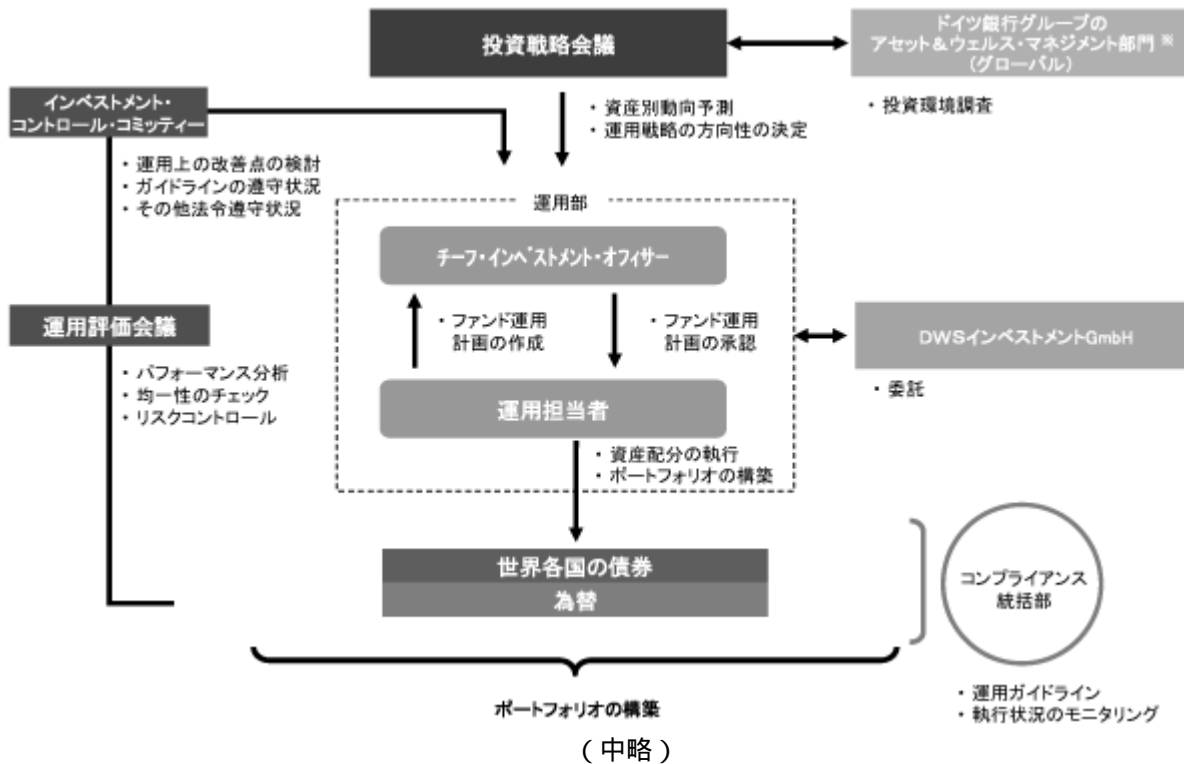 投資戦略会議
ドイツ銀行グループの
アセット&ウェルス・マネジメント部門※
(グローバル)
・投資環境調査
・資産別動向予測
・運用戦略の方向性の決定
インベストメント・
コントロール・コミッティー
・運用上の改善点の検討
・ガイドラインの遵守状況
・その他法令遵守状況
運用部
チーフ・インベストメント・オフィサー
・ファンド運用
計画の作成
・ファンド運用
計画の承認
運用評価会議
・パフォーマンス分析
・均一性のチェック
・リスクコントロール
DWSインベストメントGmbH
・委託
運用担当者
・資産配分の執行
・ポートフォリオの構築
世界各国の債券
為替
コンプライアンス
統括部
・運用ガイドライン
・執行状況のモニタリング
ポートフォリオの構築
(中略)